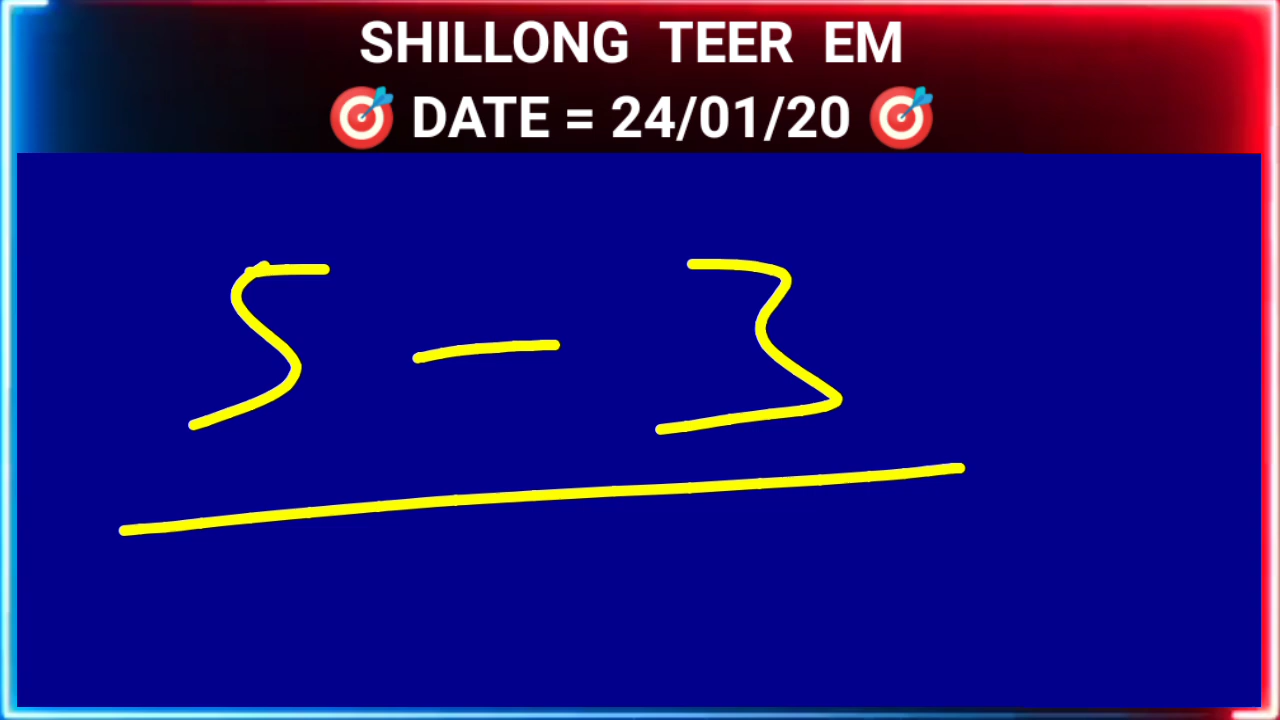 SHILLONG TEER EM
🎯 DATE = 24/01/20 🎯
5 - 3